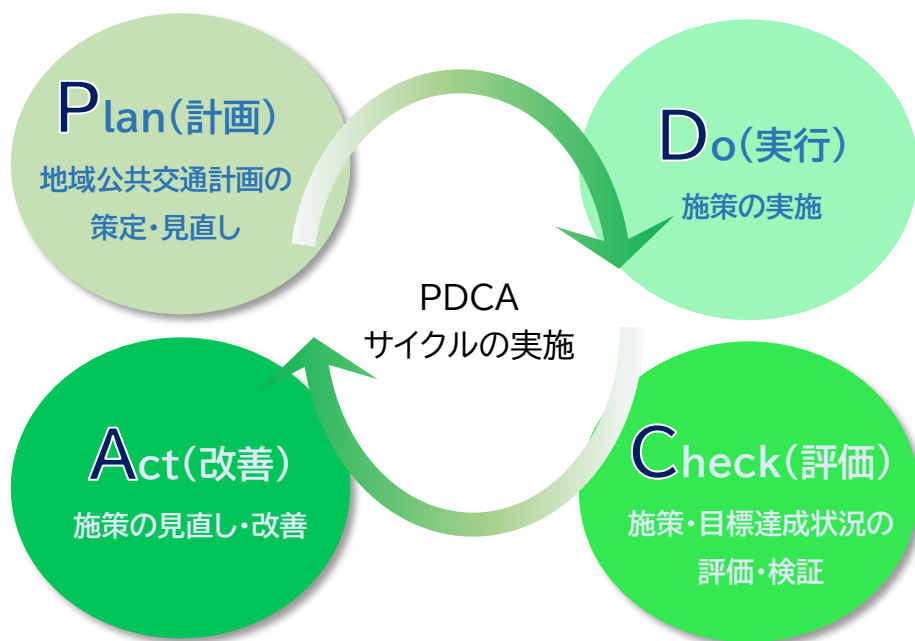 Plan(計画)
地域公共交通計画の
策定・見直し
Do(実行)
施策の実施
PDCA
サイクルの実施
Act(改善)
施策の見直し・改善
Check(評価)
施策・目標達成状況の
評価・検証